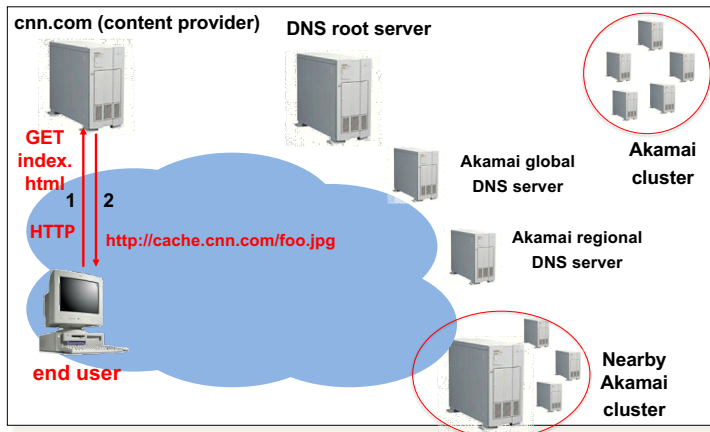 cnn.com (content provider)
DNS root server
GET
index.
html
1
2
HTTP
http://cache.cnn.com/foo.jpg
end user
Akamai global
DNS server
Akamai regional
DNS server
Akamai
cluster
Nearby
Akamai
cluster